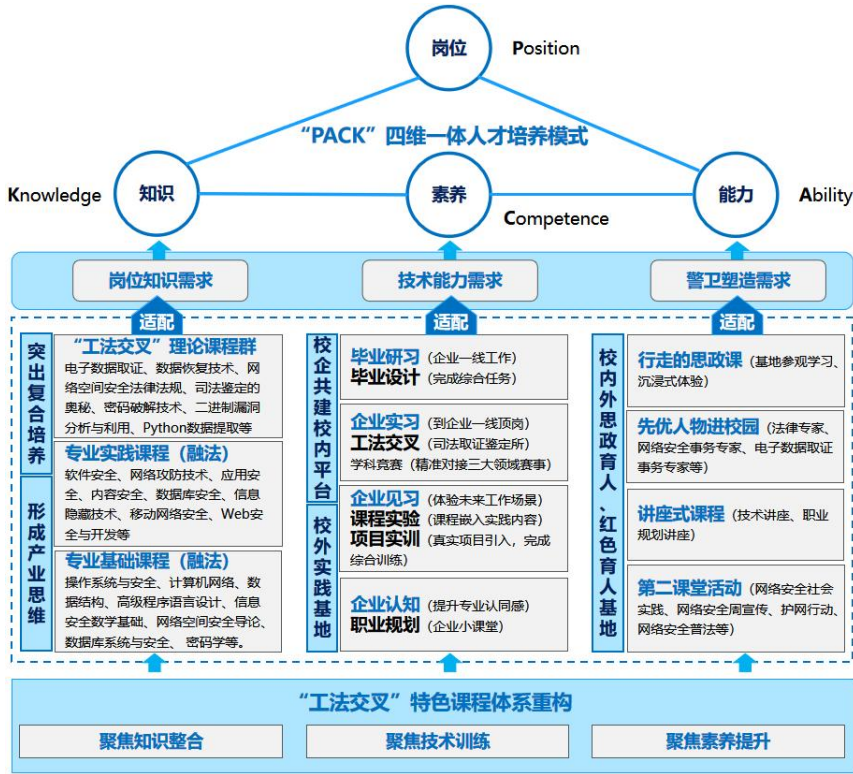 岗位
Position
“PACK”四维一体人才培养模式
Knowledge
知识
素养
Competence
能力
Ability
岗位知识需求
技术能力需求
警卫塑造需求
适配
适配
适配
突出复合培养
形成产业思维
“工法交叉”理论课程群
电子数据取证、数据恢复技术、网
络空间安全法律法规、司法鉴定的
奥秘、密码破解技术、二进制漏洞
分析与利用、Python数据提取等
专业实践课程（融法）
软件安全、网络攻防技术、应用安
全、内容安全、数据库安全、信息
隐藏技术、移动网络安全、Web安
全与开发等
专业基础课程（融法）
操作系统与安全、计算机网络、数
据结构、高级程序语言设计、信息
安全数学基础、网络空间安全导论、
数据库系统与安全、 密码学等。
校企共建校内平台
校外实践基地
毕业研习（企业一线工作）
毕业设计（完成综合任务）
企业实习（到企业一线顶岗）
工法交叉（司法取证鉴定所）
学科竞赛（精准对接三大领域赛事）
企业见习（体验未来工作场景）
课程实验（课程嵌入实践内容）
项目实训（真实项目引入，完成
综合训练）
企业认知（提升专业认同感）
职业规划（企业小课堂）
校内外思政育人、红色育人基地
行走的思政课（基地参观学习、
沉浸式体验）
先优人物进校园（法律专家、
网络安全事务专家、电子数据取证
事务专家等）
讲座式课程（技术讲座、职业
规划讲座）
第二课堂活动（网络安全社会
实践、网络安全周宣传、护网行动、
网络安全普法等）
“工法交叉”特色课程体系重构
聚焦知识整合
聚焦技术训练
聚焦素养提升